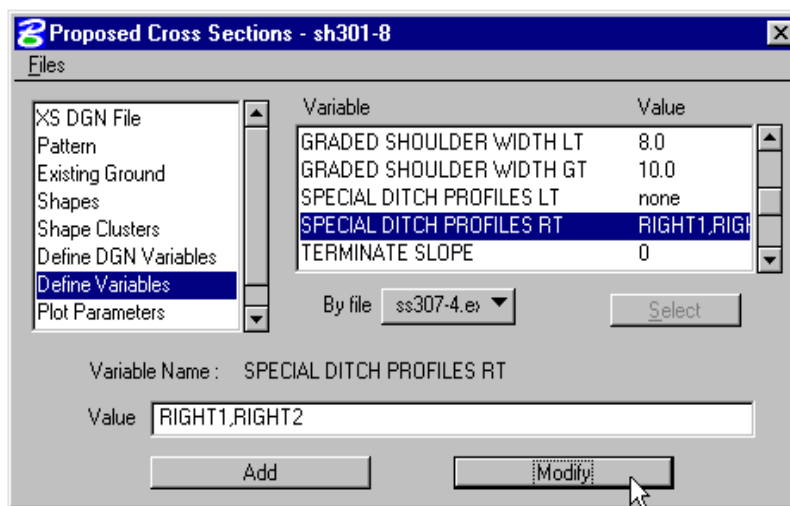 Proposed Cross Sections - sh301-8
Files
XS DGN File
Pattern
Existing Ground
Shapes
Shape Clusters
Define DGN Variables
Define Variables
Plot Parameters
Variable Value
GRADED SHOULDER WIDTH LT 8.0
GRADED SHOULDER WIDTH GT 10.0
SPECIAL DITCH PROFILES LT none
SPECIAL DITCH PROFILES RT RIGHT1,RIGH
TERMINATE SLOPE 0
By file ss307-4.ex Select
Variable Name : SPECIAL DITCH PROFILES RT
Value RIGHT1,RIGHT2
Add Modify